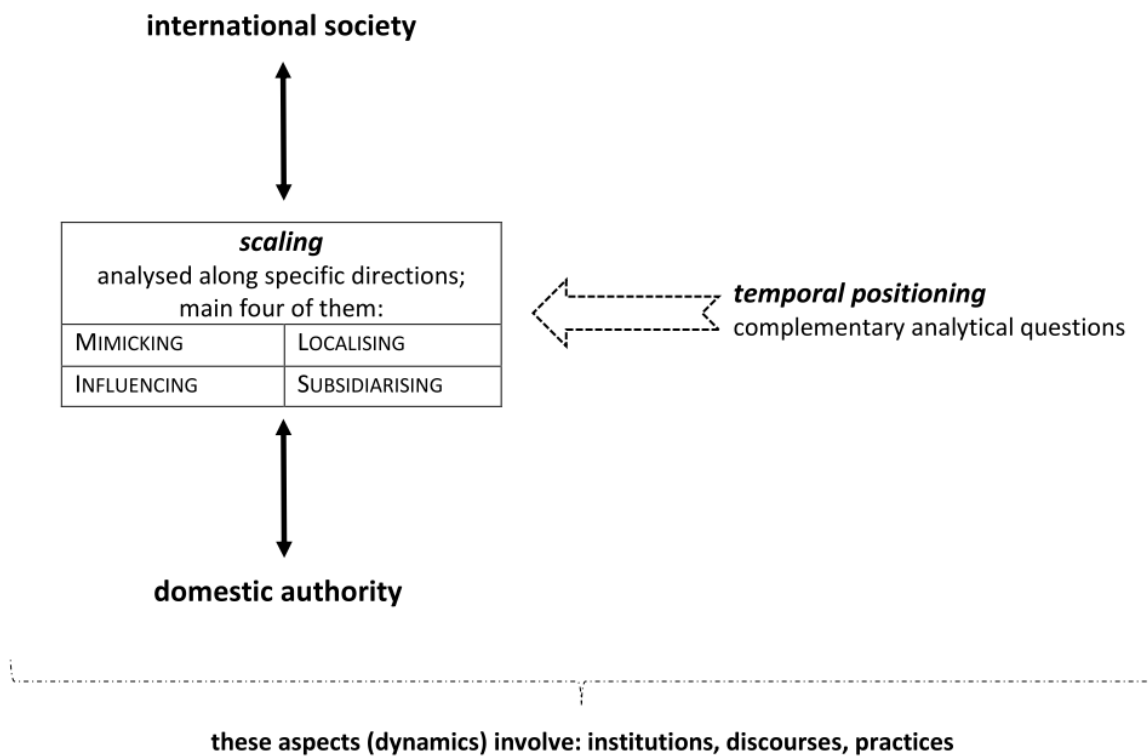 international society
scaling
analysed along specific directions;
main four of them:
MIMICKING
LOCALISING
INFLUENCING
SUBSIDIARISING
temporal positioning
complementary analytical questions
domestic authority
these aspects (dynamics) involve: institutions, discourses, practices